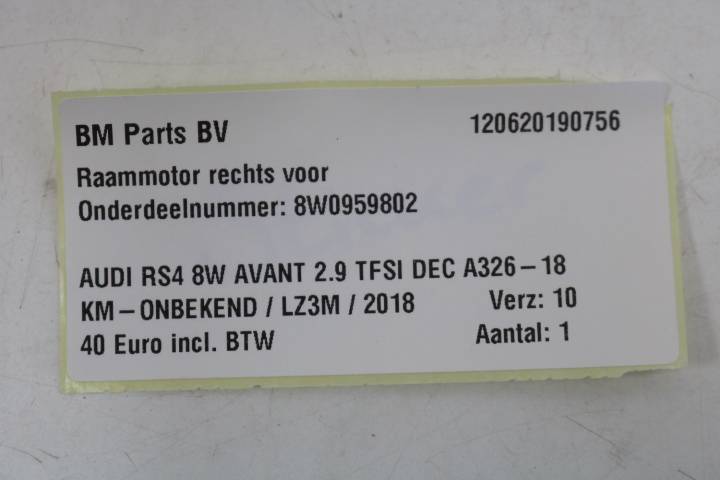 BM Parts BV 120620190756
Raammotor rechts voor
Onderdeelnummer: 8W0959802
AUDI RS4 8W AVANT 2.9 TFSI DEC A326-18
KM-ONBEKEND / LZ3M / 2018 Verz: 10
40 Euro incl. BTW Aantal: 1